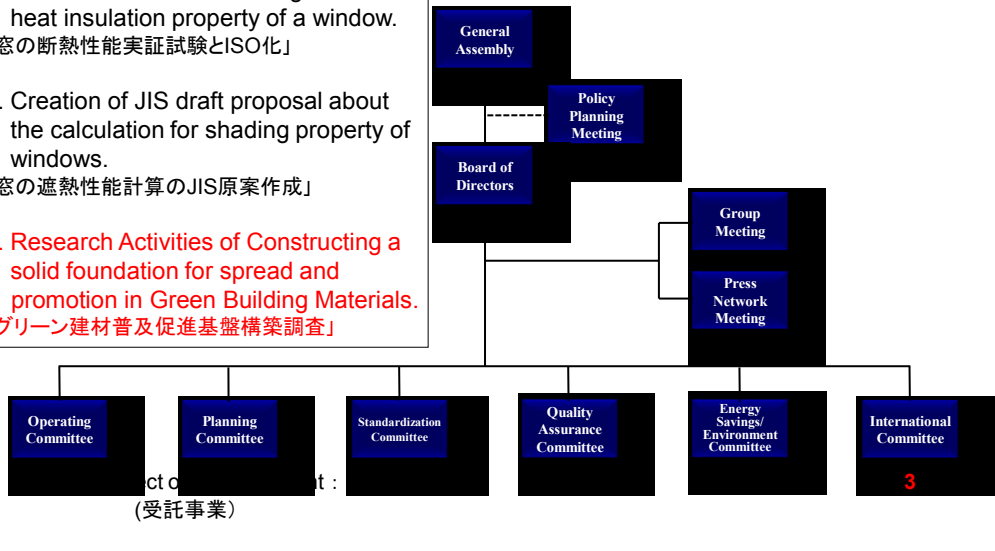 heat insulation property of a window.
窓の断熱性能実証試験とISO化」
. Creation of JIS draft proposal about
the calculation for shading property of
windows.
窓の遮熱性能計算のJIS原案作成」
. Research Activities of Constructing a
solid foundation for spread and
promotion in Green Building Materials.
グリーン建材普及促進基盤構築調査」
General
Assembly
Policy
Planning
Meeting
Board of
Directors
Group
Meeting
Press
Network
Meeting
Operating
Committee
Planning
Committee
Standardization
Committee
Quality
Assurance
Committee
Energy
Savings/
Environment
Committee
International
Committee
3
(受託事業）